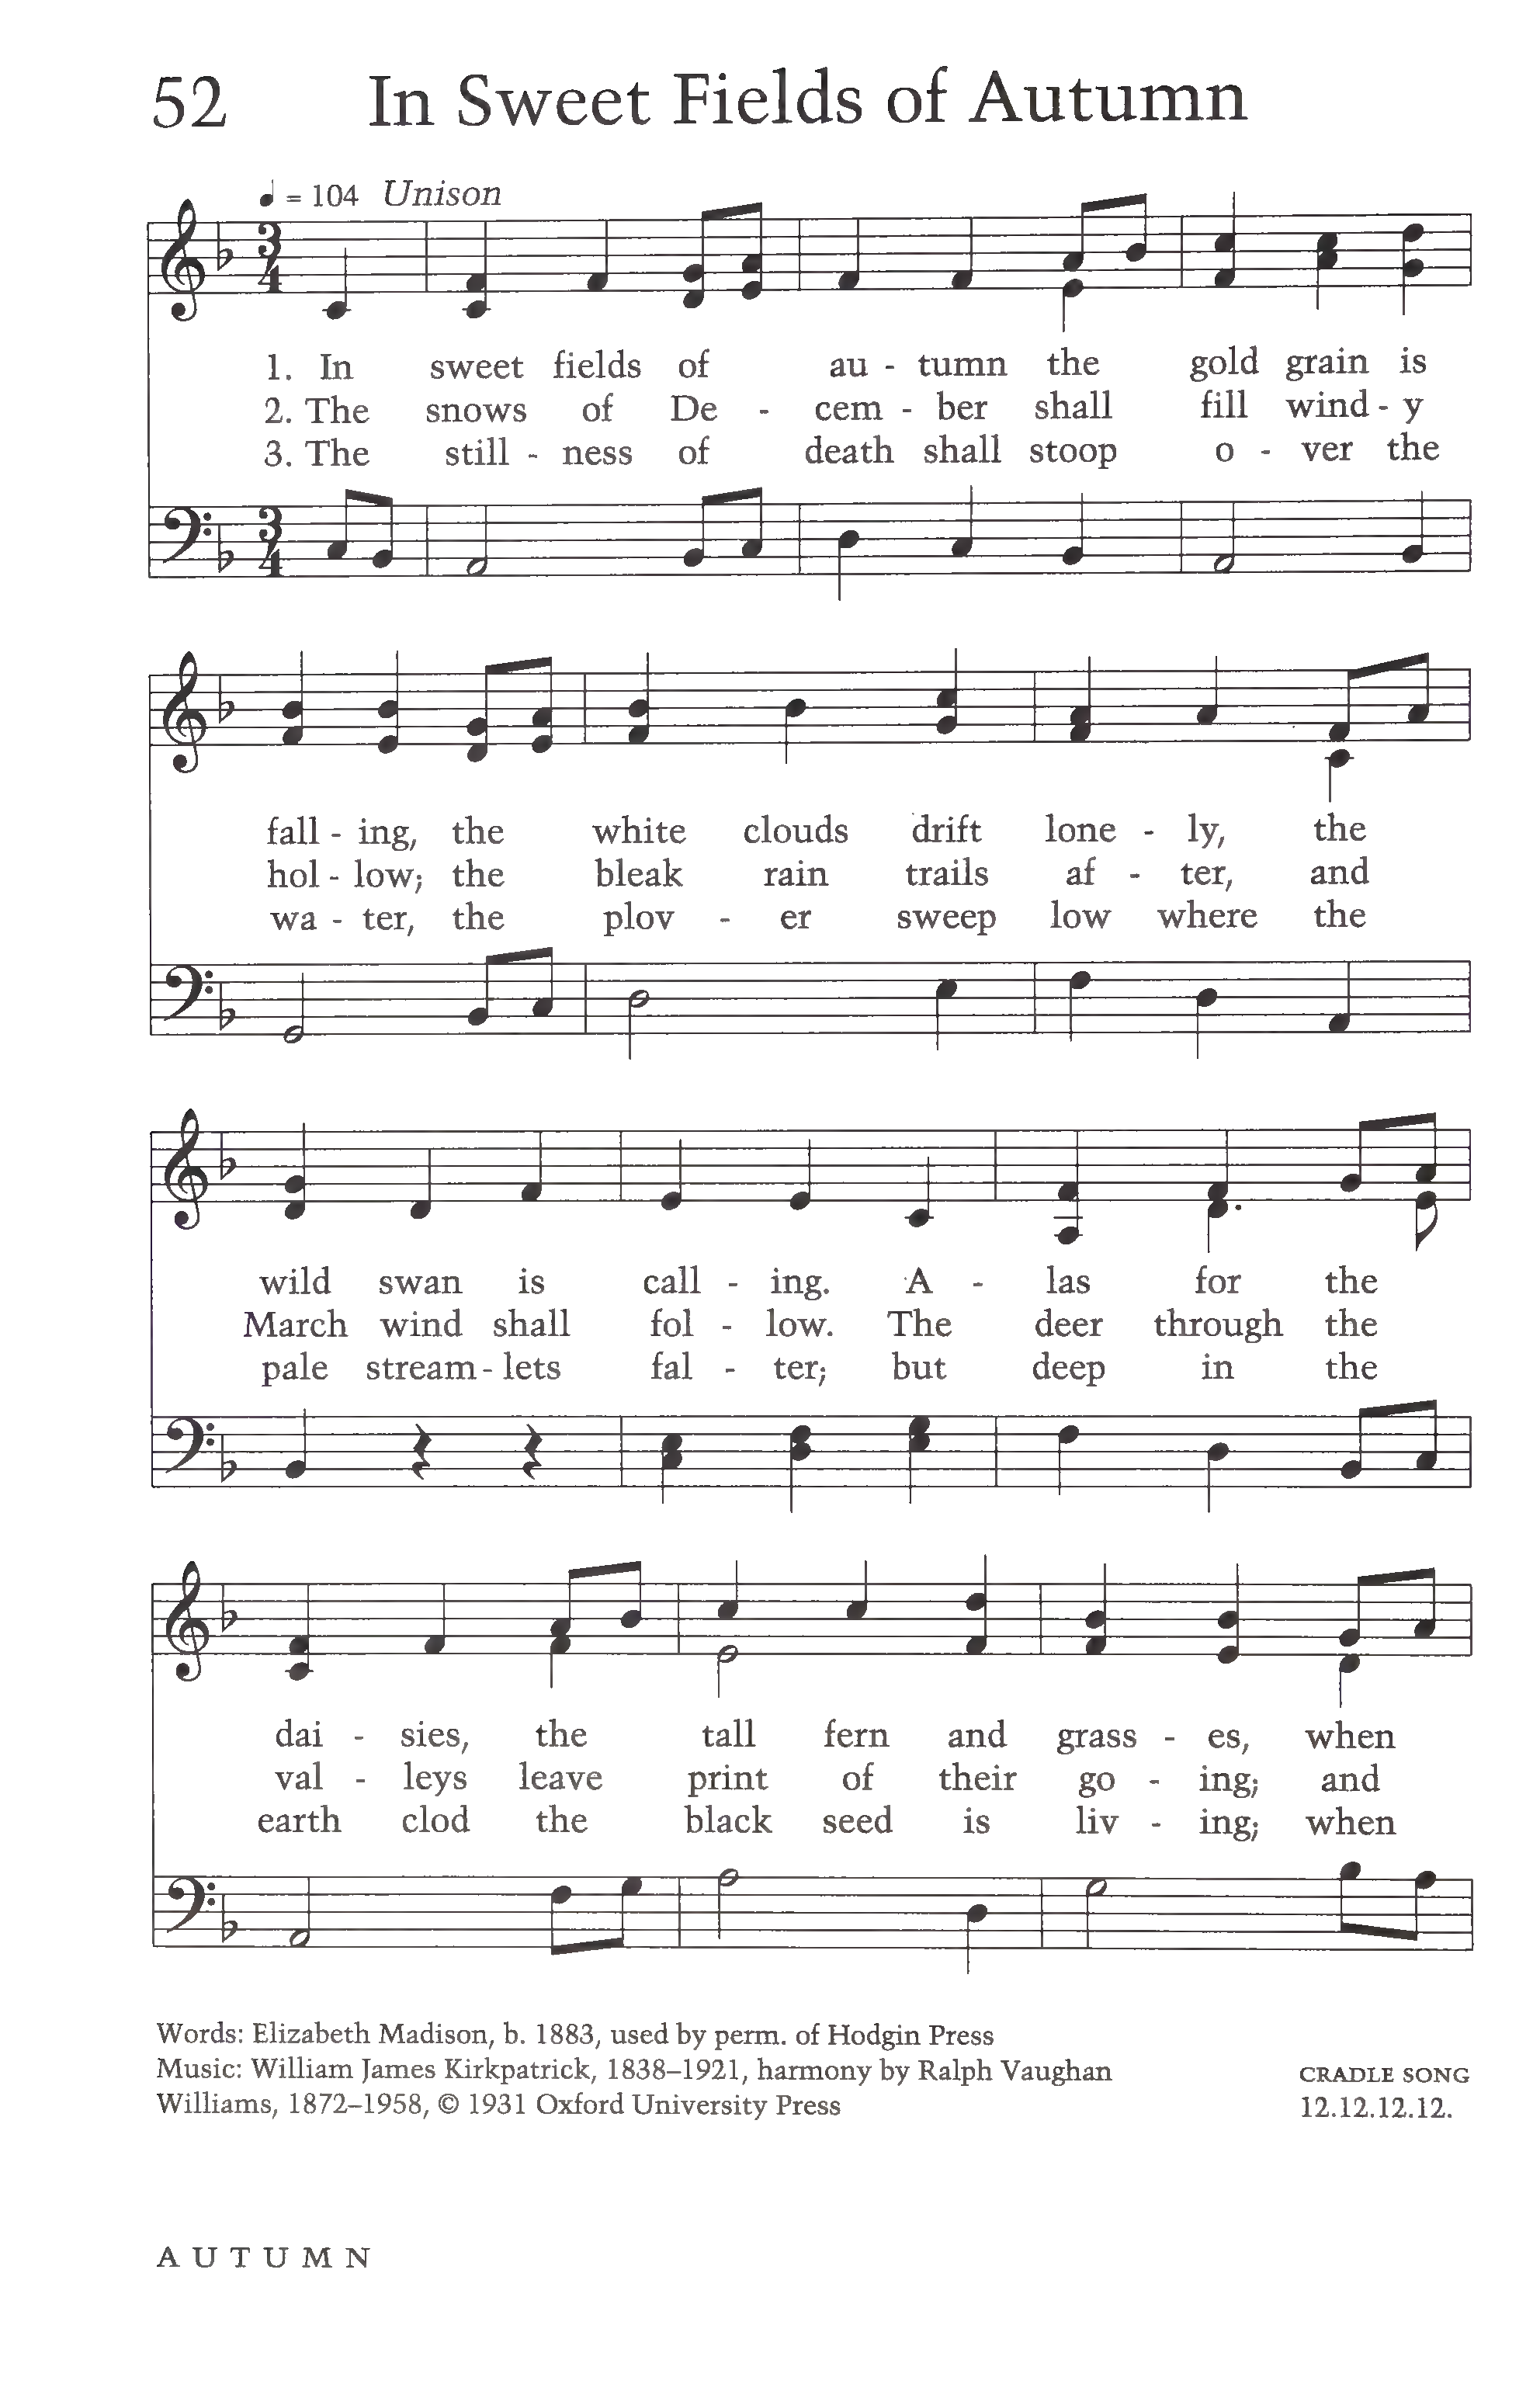 52 In Sweet Fields of Autumn
♩ = 104 Unison
1. In sweet fields of au - tumn the gold grain is
2. The snows of De - cem - ber shall fill wind - y
3. The still - ness of death shall stoop o - ver the
fall - ing, the white clouds drift lone - ly, the
hol - low; the bleak rain trails af - ter, and
wa - ter, the plov - er sweep low where the
wild swan is call - ing. A - las for the
March wind shall fol - low. The deer through the
pale stream - lets fal - ter; but deep in the
dai - sies, the tall fern and grass - es, when
val - leys leave print of their go - ing; and
earth clod the black seed is liv - ing; when
Words: Elizabeth Madison, b. 1883, used by perm. of Hodgin Press
Music: William James Kirkpatrick, 1838–1921, harmony by Ralph Vaughan
Williams, 1872–1958, © 1931 Oxford University Press
CRADLE SONG
12.12.12.12.
AUTUMN